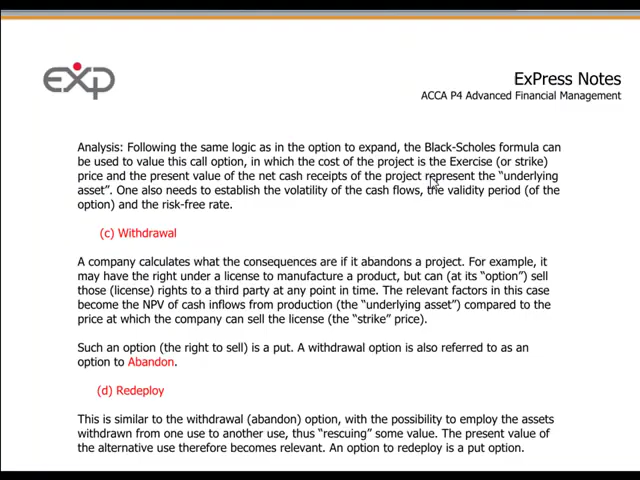 exp
ExPress Notes
ACCA P4 Advanced Financial Management
Analysis: Following the same logic as in the option to expand, the Black-Scholes formula can
be used to value this call option, in which the cost of the project is the Exercise (or strike)
price and the present value of the net cash receipts of the project represent the “underlying
asset”. One also needs to establish the volatility of the cash flows, the validity period (of the
option) and the risk-free rate.
(c) Withdrawal
A company calculates what the consequences are if it abandons a project. For example, it
may have the right under a license to manufacture a product, but can (at its “option”) sell
those (license) rights to a third party at any point in time. The relevant factors in this case
become the NPV of cash inflows from production (the “underlying asset”) compared to the
price at which the company can sell the license (the “strike” price).
Such an option (the right to sell) is a put. A withdrawal option is also referred to as an
option to Abandon.
(d) Redeploy
This is similar to the withdrawal (abandon) option, with the possibility to employ the assets
withdrawn from one use to another use, thus “rescuing” some value. The present value of
the alternative use therefore becomes relevant. An option to redeploy is a put option.